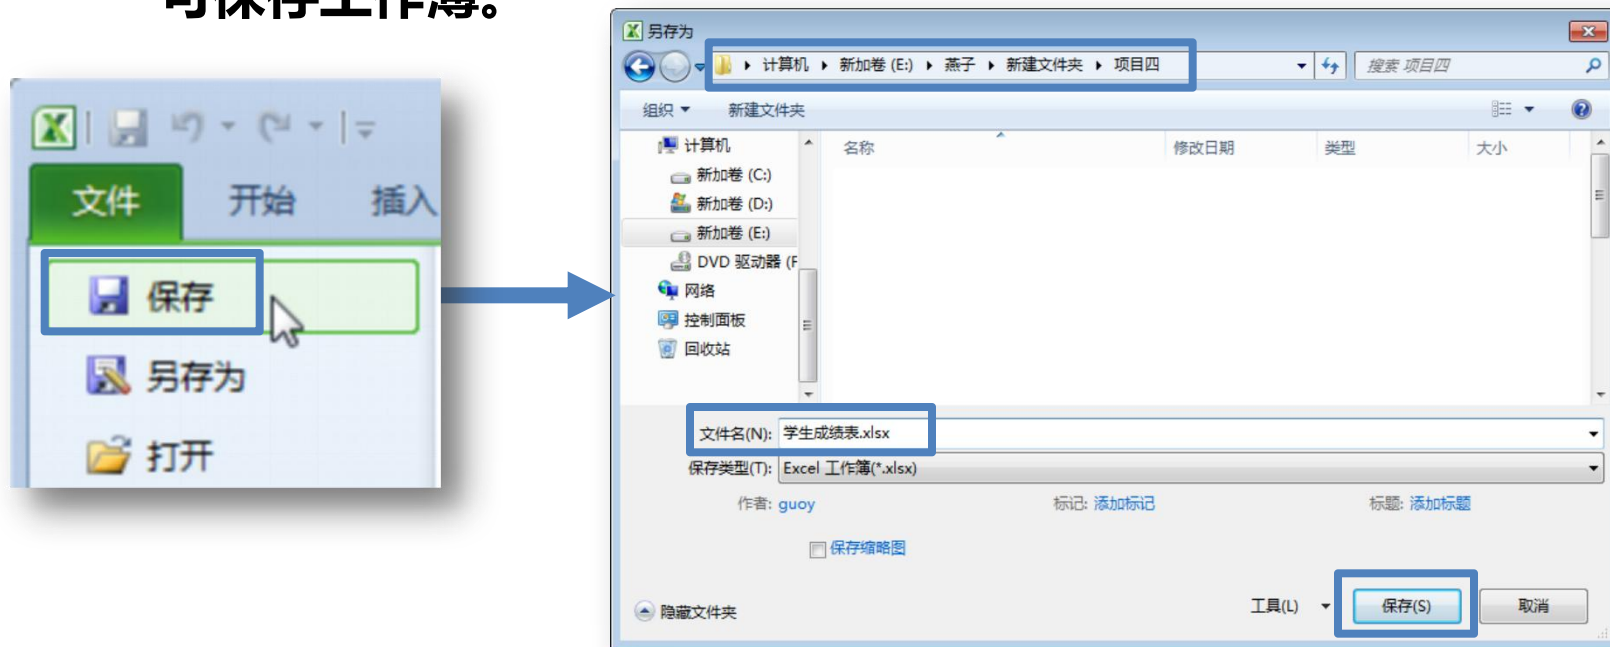 可保存工作簿。
文件 开始 插入
保存
另存为
打开
另存为
计算机 新加卷 (E:) 燕子 新建文件夹 项目四
搜索 项目四
组织 新建文件夹
名称 修改日期 类型 大小
计算机
新加卷 (C:)
新加卷 (D:)
新加卷 (E:)
DVD 驱动器 (F
网络
控制面板
回收站
文件名(N): 学生成绩表.xlsx
保存类型(T): Excel 工作簿(*.xlsx)
作者: guoy 标记: 添加标记 标题: 添加标题
保存缩略图
隐藏文件夹 工具(L) 保存(S) 取消